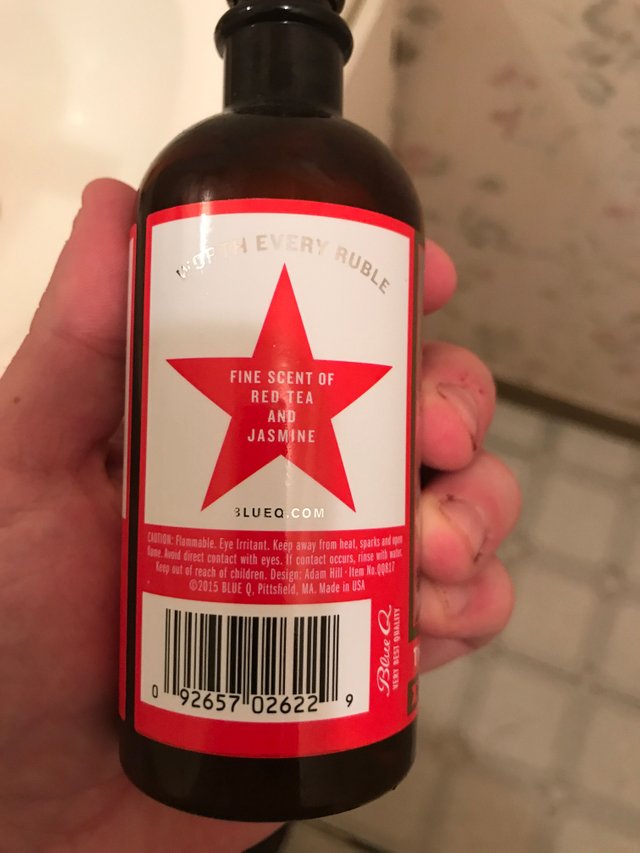 WORTH EVERY RUBLE
FINE SCENT OF
RED TEA
AND
JASMINE
BLUEQ.COM
CAUTION: Flammable. Eye Irritant. Keep away from heat, sparks and open
flame. Avoid direct contact with eyes. If contact occurs, rinse with water.
Keep out of reach of children. Design: Adam Hill · Item No.QQ817
©2015 BLUE Q, Pittsfield, MA. Made in USA
0 92657 02622 9
Blue Q
VERY BEST QUALITY